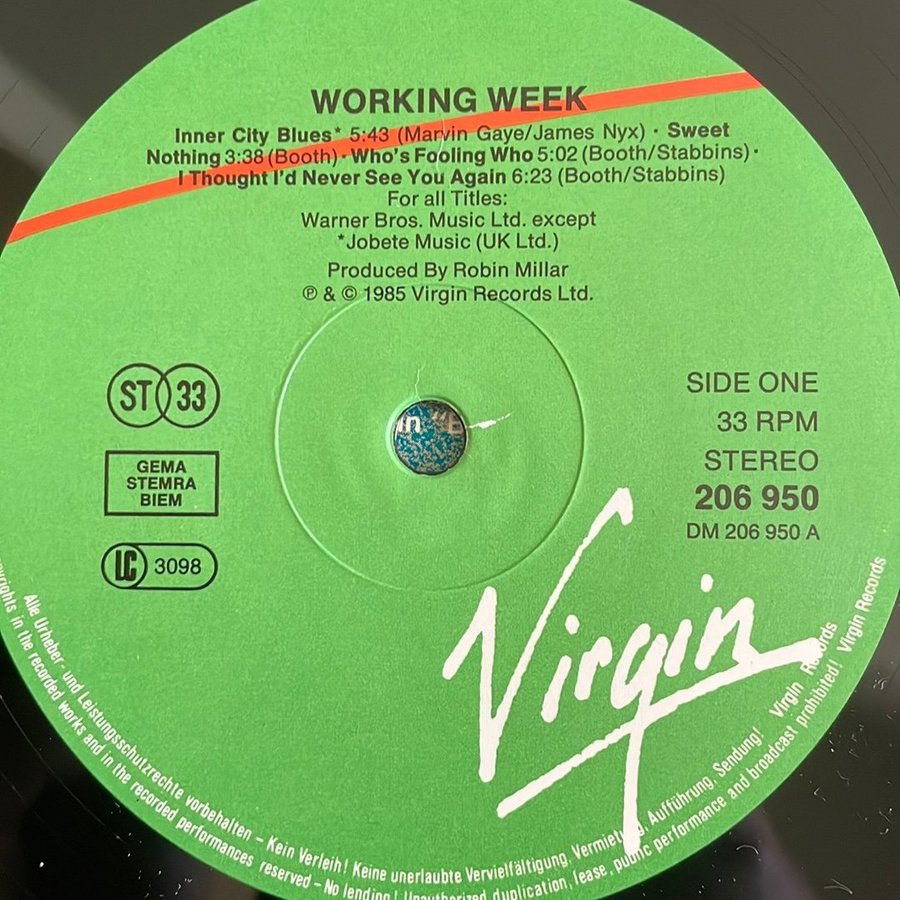 WORKING WEEK
Inner City Blues* 5:43 (Marvin Gaye/James Nyx) · Sweet
Nothing 3:38 (Booth) · Who's Fooling Who 5:02 (Booth/Stabbins) ·
I Thought I'd Never See You Again 6:23 (Booth/Stabbins)
For all Titles:
Warner Bros. Music Ltd. except
*Jobete Music (UK Ltd.)
Produced By Robin Millar
℗ & © 1985 Virgin Records Ltd.
ST 33
GEMA
STEMRA
BIEM
LC 3098
SIDE ONE
33 RPM
STEREO
206 950
DM 206 950 A
Virgin
Alle Urheber- und Leistungsschutzrechte vorbehalten – Kein Verleih! Keine unerlaubte Vervielfältigung, Vermietung, Aufführung, Sendung! Virgin Records
in the recorded works and in the recorded performances reserved – No lending! Unauthorized duplication, lease, public performance and broadcast prohibited! Virgin Records